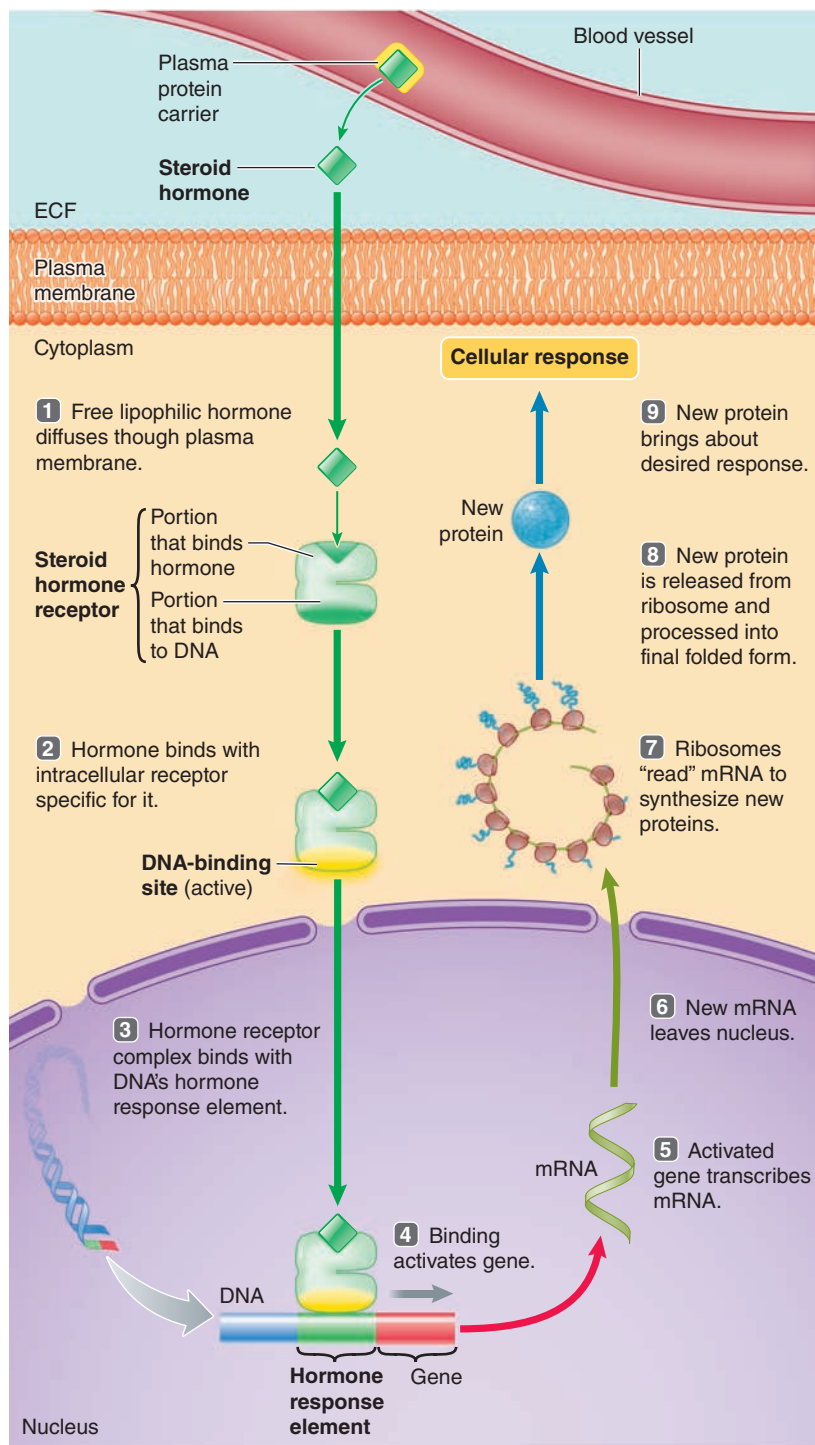 Blood vessel
Plasma
protein
carrier
Steroid
hormone
ECF
Plasma
membrane
Cytoplasm
Cellular response
1 Free lipophilic hormone
diffuses though plasma
membrane.
9 New protein
brings about
desired response.
Steroid
hormone
receptor
Portion
that binds
hormone
Portion
that binds
to DNA
New
protein
8 New protein
is released from
ribosome and
processed into
final folded form.
2 Hormone binds with
intracellular receptor
specific for it.
7 Ribosomes
“read” mRNA to
synthesize new
proteins.
DNA-binding
site (active)
3 Hormone receptor
complex binds with
DNA’s hormone
response element.
6 New mRNA
leaves nucleus.
mRNA
5 Activated
gene transcribes
mRNA.
4 Binding
activates gene.
DNA
Hormone
response
element
Gene
Nucleus